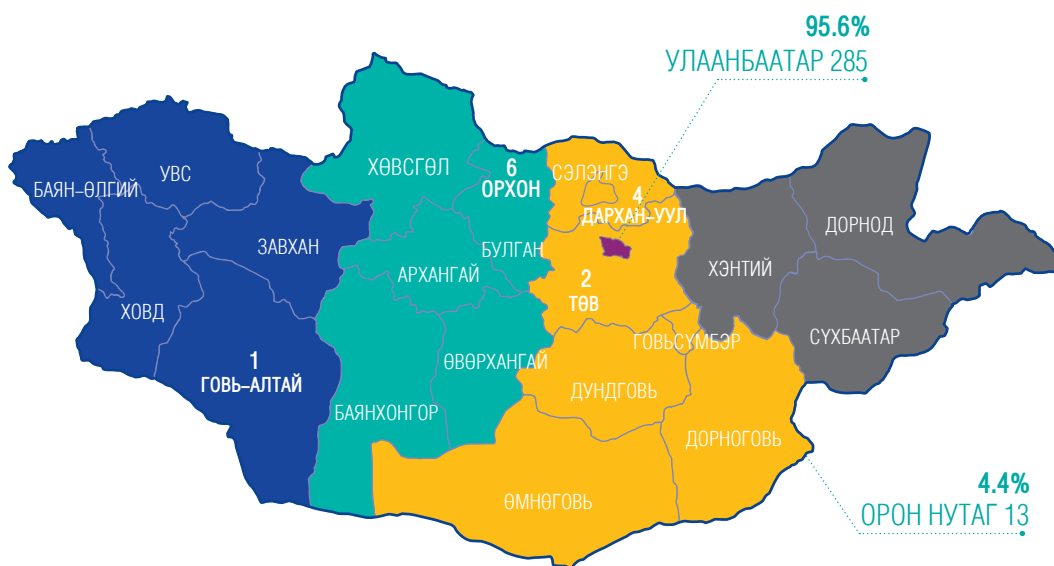 95.6%
УЛААНБААТАР 285
ХӨВСГӨЛ
6
ОРХОН
СЭЛЭНГЭ
УВС
БАЯН-ӨЛГИЙ
4
ДАРХАН-УУЛ
ДОРНОД
ЗАВХАН
БУЛГАН
АРХАНГАЙ
ХЭНТИЙ
2
ТӨВ
ХОВД
ГОВЬСҮМБЭР
СҮХБААТАР
1
ГОВЬ-АЛТАЙ
ӨВӨРХАНГАЙ
ДУНДГОВЬ
БАЯНХОНГОР
ДОРНОГОВЬ
ӨМНӨГОВЬ
4.4%
ОРОН НУТАГ 13